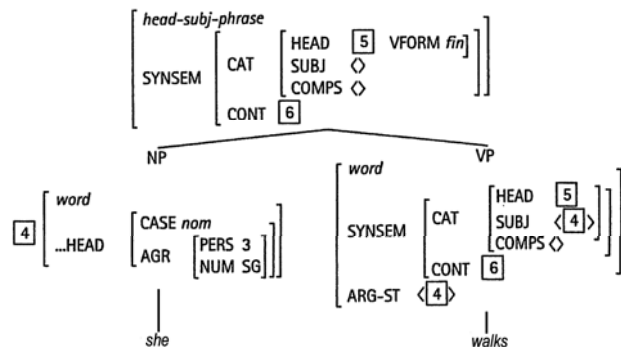 head-subj-phrase
HEAD 5 VFORM fin
SYNSEM CAT SUBJ <>
COMPS <>
CONT 6
NP VP
word
HEAD 5
SYNSEM CAT SUBJ <4>
COMPS <>
CONT 6
ARG-ST <4>
word
4 ...HEAD CASE nom
AGR PERS 3
NUM SG
she walks